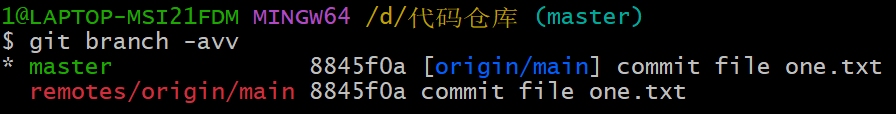 1@LAPTOP-MSI21FDM MINGW64 /d/代码仓库 (master)
$ git branch -avv
* master                8845f0a [origin/main] commit file one.txt
  remotes/origin/main 8845f0a commit file one.txt